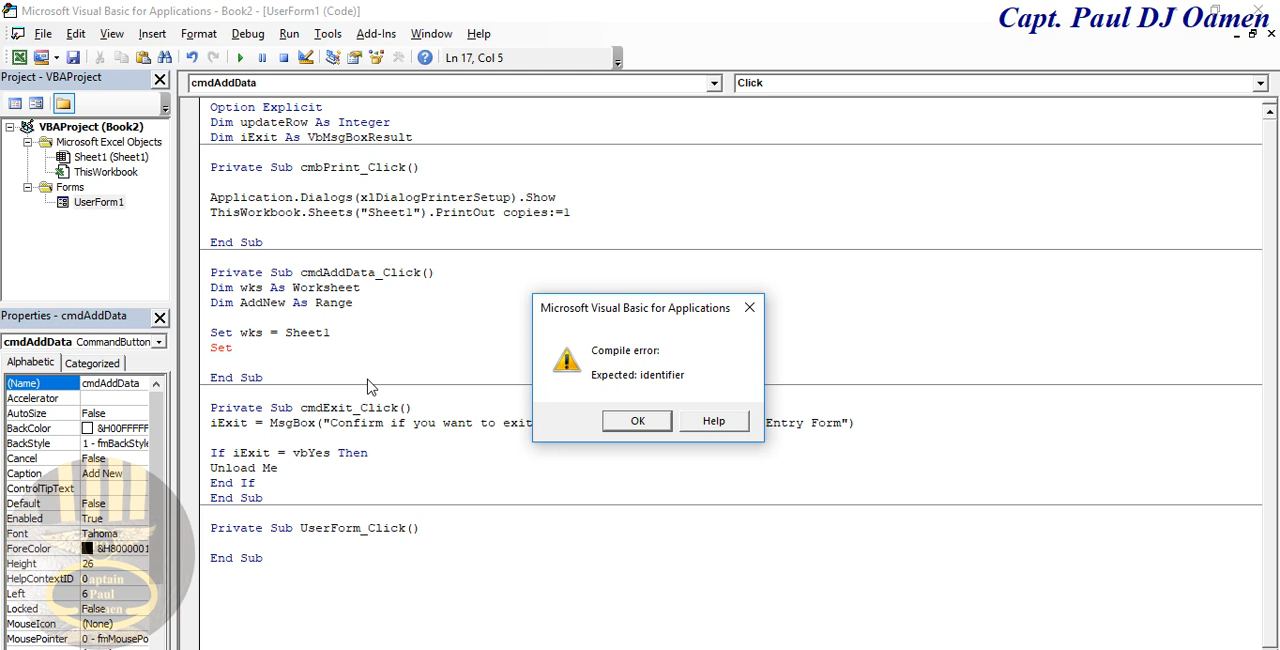 Microsoft Visual Basic for Applications - Book2 - [UserForm1 (Code)]
Capt. Paul DJ Oamen
File Edit View Insert Format Debug Run Tools Add-Ins Window Help
Ln 17, Col 5
Project - VBAProject
cmdAddData
Click
VBAProject (Book2)
Microsoft Excel Objects
Sheet1 (Sheet1)
ThisWorkbook
Forms
UserForm1
Properties - cmdAddData
cmdAddData CommandButton
Alphabetic Categorized
(Name) cmdAddData
Accelerator
AutoSize False
BackColor &H00FFFFF
BackStyle 1 - fmBackStyle
Cancel False
Caption Add New
ControlTipText
Default False
Enabled True
Font Tahoma
ForeColor &H8000001
Height 26
HelpContextID 0
Left 6
Locked False
MouseIcon (None)
MousePointer 0 - fmMousePo
Captain
Paul
Option Explicit
Dim updateRow As Integer
Dim iExit As VbMsgBoxResult
Private Sub cmbPrint_Click()
Application.Dialogs(xlDialogPrinterSetup).Show
ThisWorkbook.Sheets("Sheet1").PrintOut copies:=1
End Sub
Private Sub cmdAddData_Click()
Dim wks As Worksheet
Dim AddNew As Range
Set wks = Sheet1
Set
End Sub
Private Sub cmdExit_Click()
iExit = MsgBox("Confirm if you want to exit Entry Form")
If iExit = vbYes Then
Unload Me
End If
End Sub
Private Sub UserForm_Click()
End Sub
Microsoft Visual Basic for Applications
Compile error:
Expected: identifier
OK
Help